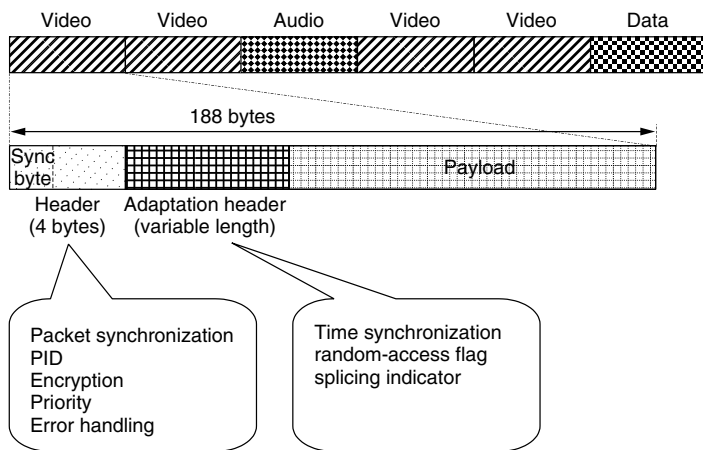 Video Video Audio Video Video Data
188 bytes
Sync
byte
Payload
Header
(4 bytes)
Adaptation header
(variable length)
Packet synchronization
PID
Encryption
Priority
Error handling
Time synchronization
random-access flag
splicing indicator